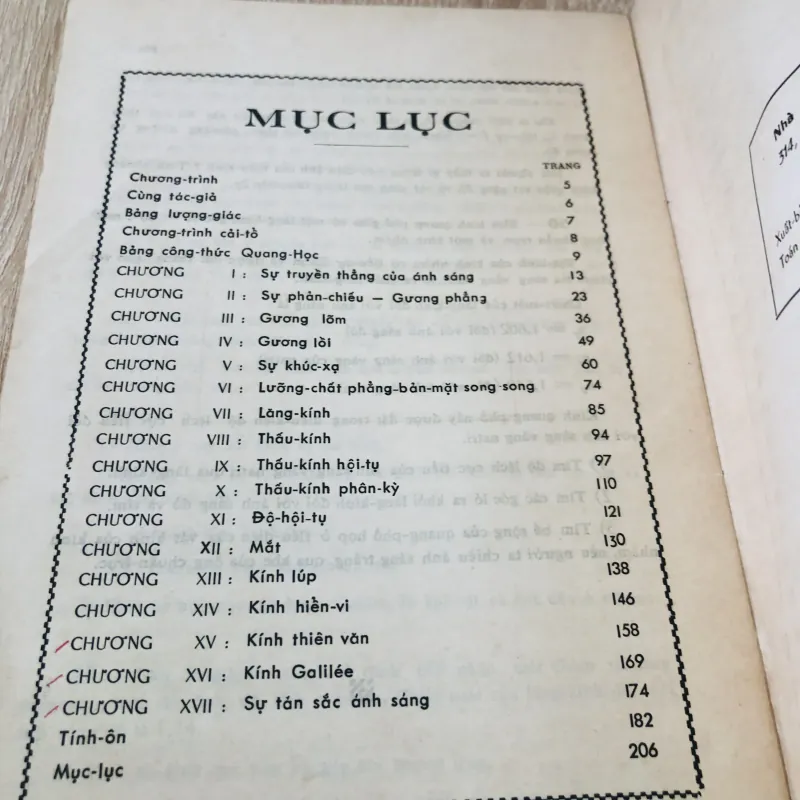 MỤC LỤC
TRANG
Chương-trình 5
Cùng tác-giả 6
Bảng lượng-giác 7
Chương-trình cải-tổ 8
Bảng công-thức Quang-Học 9
CHƯƠNG I : Sự truyền thẳng của ánh sáng 13
CHƯƠNG II : Sự phản-chiếu – Gương phẳng 23
CHƯƠNG III : Gương lõm 36
CHƯƠNG IV : Gương lồi 49
CHƯƠNG V : Sự khúc-xạ 60
CHƯƠNG VI : Lưỡng-chất phẳng-bản-mặt song song 74
CHƯƠNG VII : Lăng-kính 85
CHƯƠNG VIII : Thấu-kính 94
CHƯƠNG IX : Thấu-kính hội-tụ 97
CHƯƠNG X : Thấu-kính phân-kỳ 110
CHƯƠNG XI : Độ-hội-tụ 121
CHƯƠNG XII : Mắt 130
CHƯƠNG XIII : Kính lúp 138
CHƯƠNG XIV : Kính hiển-vi 146
CHƯƠNG XV : Kính thiên văn 158
CHƯƠNG XVI : Kính Galilée 169
CHƯƠNG XVII : Sự tán sắc ánh sáng 174
Tính-ôn 182
Mục-lục 206
Nhà
514,
Xuất-b
Toán